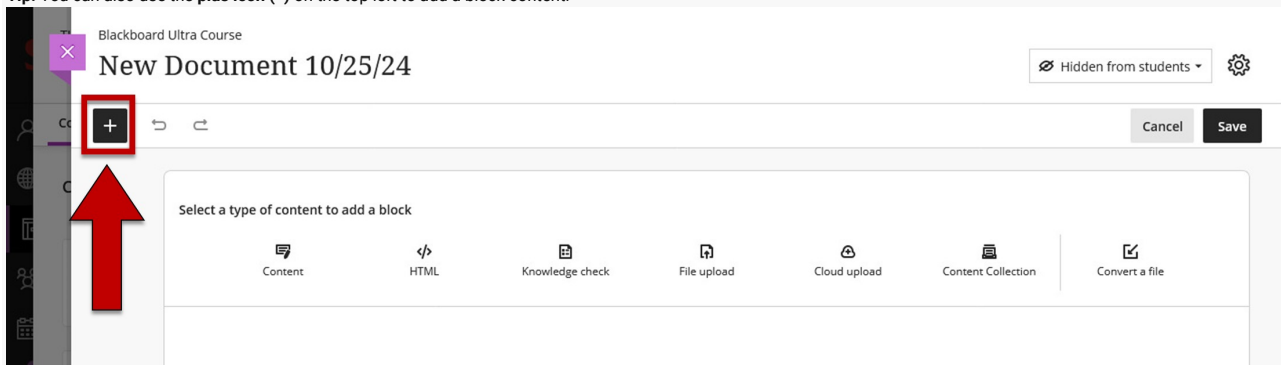 Blackboard Ultra Course
New Document 10/25/24
Hidden from students
Cancel
Save
Select a type of content to add a block
Content
HTML
Knowledge check
File upload
Cloud upload
Content Collection
Convert a file